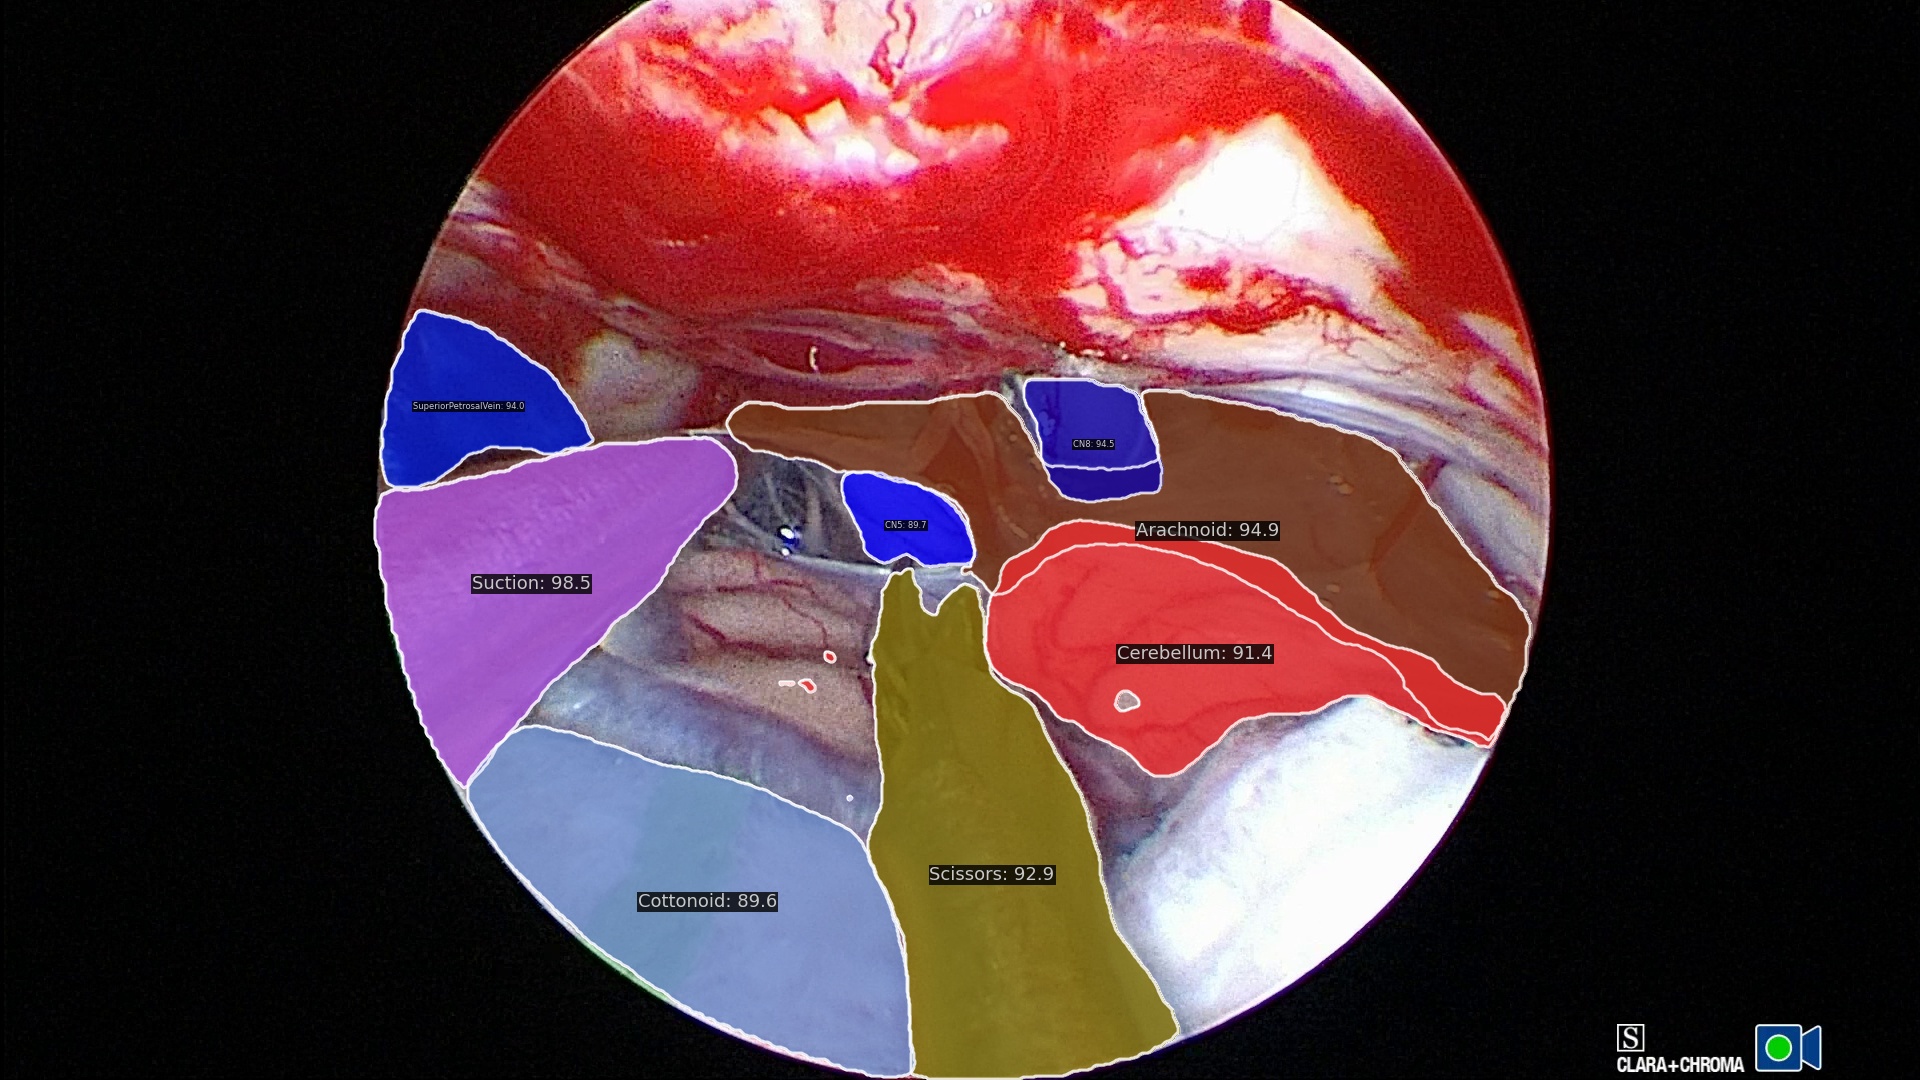 SuperiorPetrosalVein: 94.0
CN8: 94.5
CN5: 89.7
Arachnoid: 94.9
Suction: 98.5
Cerebellum: 91.4
Scissors: 92.9
Cottonoid: 89.6
S
CLARA+CHROMA